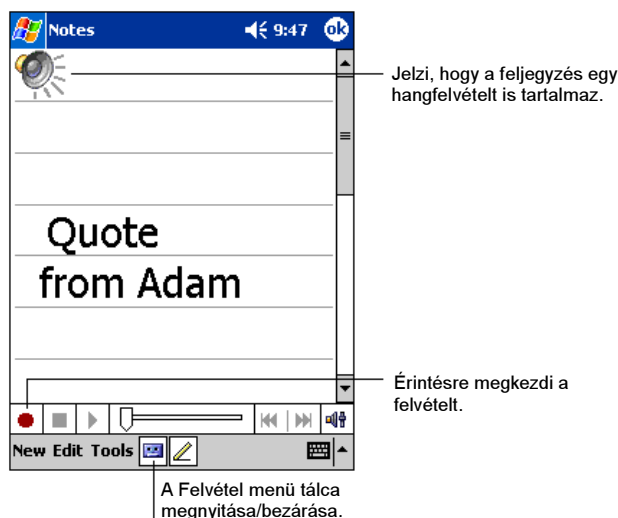 Notes 9:47 ok
Jelzi, hogy a feljegyzés egy
hangfelvételt is tartalmaz.
Quote
from Adam
Érintésre megkezdi a
felvételt.
New Edit Tools
A Felvétel menü tálca
megnyitása/bezárása.